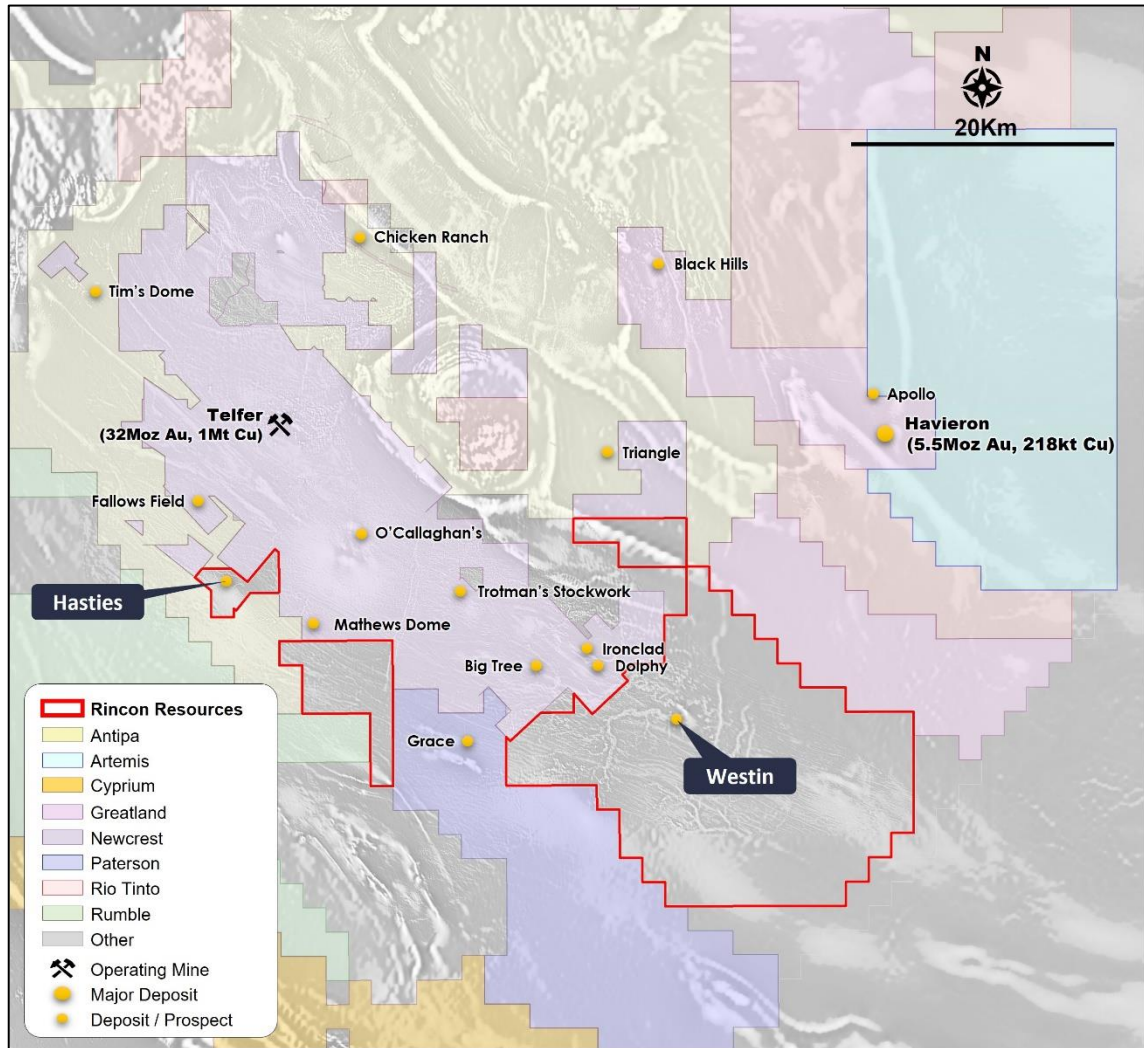 N
20Km
Chicken Ranch
Black Hills
Tim's Dome
Apollo
Telfer
(32Moz Au, 1Mt Cu)
Havieron
(5.5Moz Au, 218kt Cu)
Triangle
Fallows Field
O'Callaghan's
Hasties
Trotman's Stockwork
Mathews Dome
Ironclad
Big Tree
Dolphy
Grace
Westin
Rincon Resources
Antipa
Artemis
Cyprium
Greatland
Newcrest
Paterson
Rio Tinto
Rumble
Other
Operating Mine
Major Deposit
Deposit / Prospect